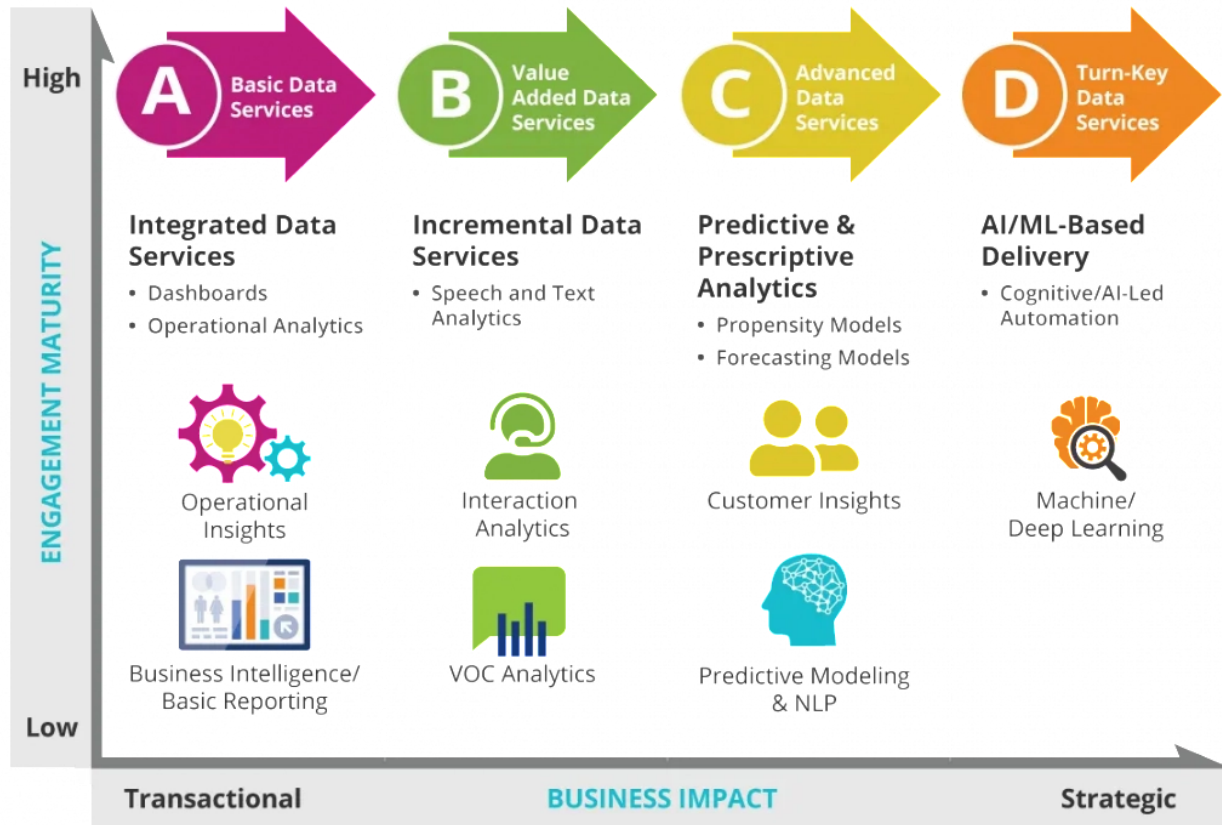 High
A
Basic Data
Services
B
Value
Added Data
Services
C
Advanced
Data
Services
D
Turn-Key
Data
Services
Integrated Data
Services
• Dashboards
• Operational Analytics
Operational
Insights
Business Intelligence/
Basic Reporting
Incremental Data
Services
• Speech and Text
Analytics
Interaction
Analytics
VOC Analytics
Predictive &
Prescriptive
Analytics
• Propensity Models
• Forecasting Models
Customer Insights
Predictive Modeling
& NLP
AI/ML-Based
Delivery
• Cognitive/AI-Led
Automation
Machine/
Deep Learning
ENGAGEMENT MATURITY
Low
Transactional
BUSINESS IMPACT
Strategic